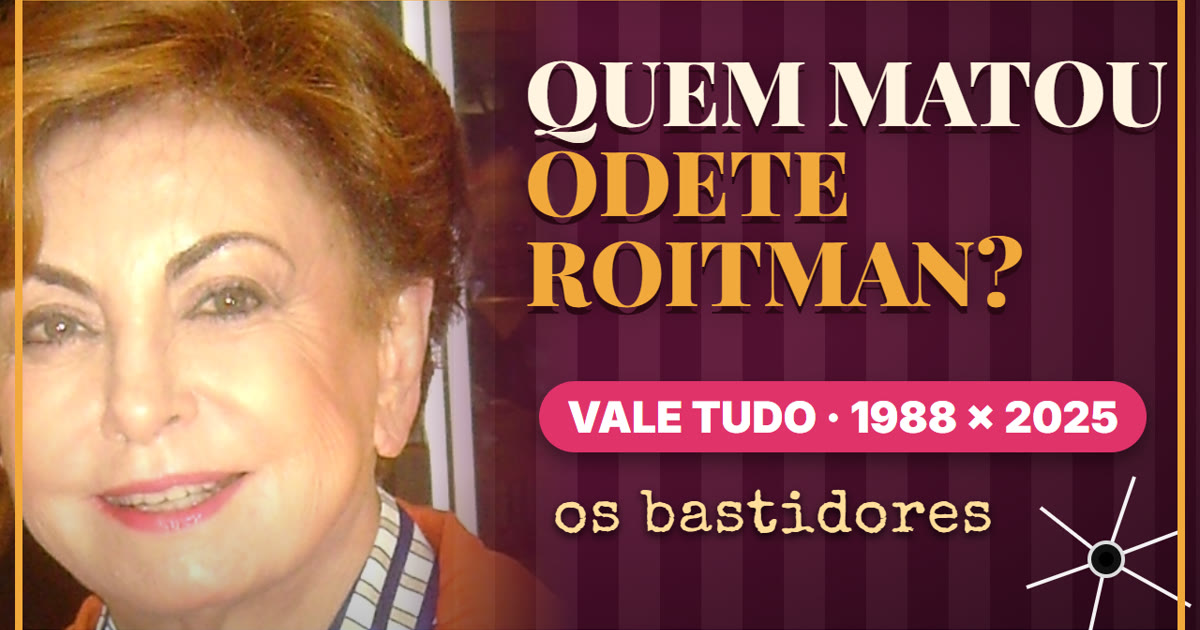 QUEM MATOU
ODETE
ROITMAN?
VALE TUDO · 1988 × 2025
os bastidores